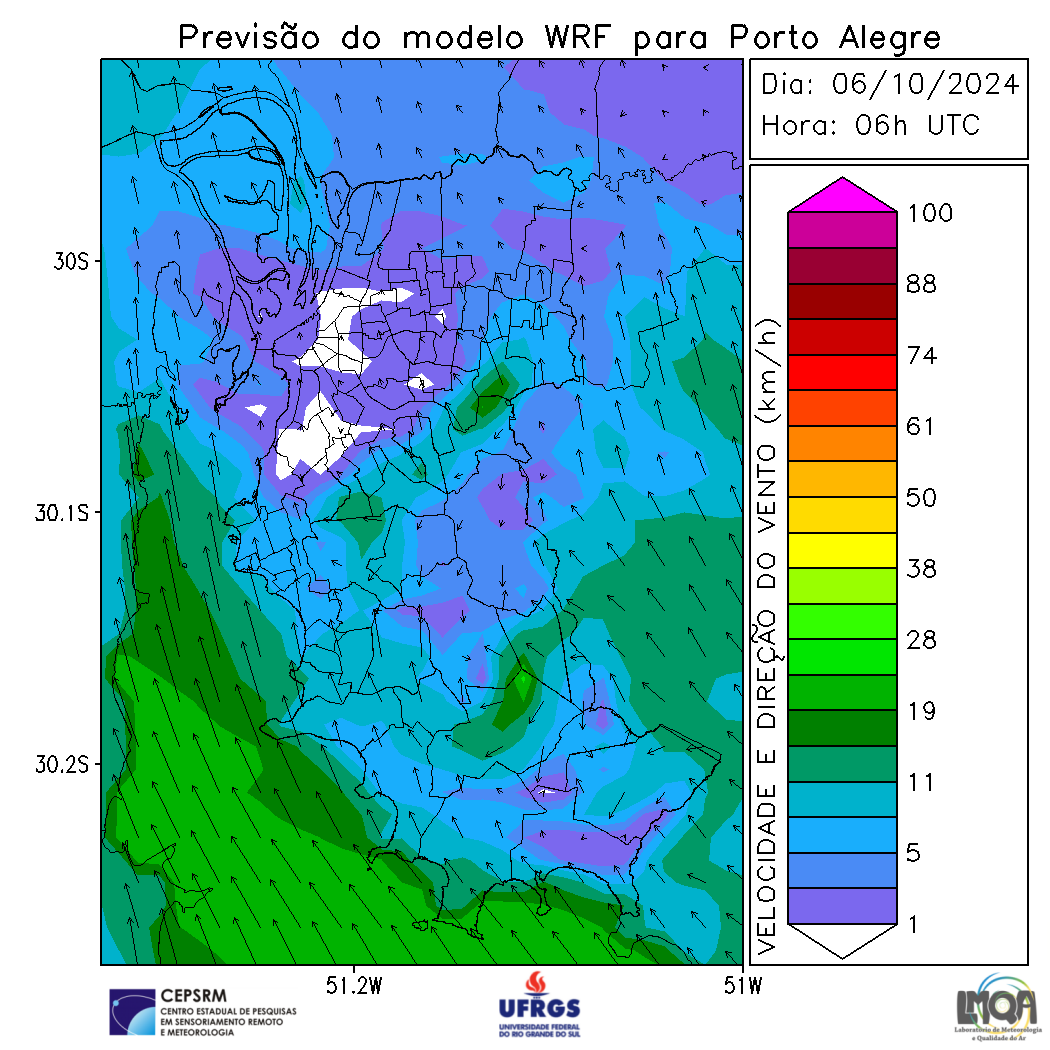 Previsão do modelo WRF para Porto Alegre
Dia: 06/10/2024
Hora: 06h UTC
30S
30.1S
30.2S
51.2W
51W
VELOCIDADE E DIREÇÃO DO VENTO (km/h)
100
88
74
61
50
38
28
19
11
5
1
CEPSRM
CENTRO ESTADUAL DE PESQUISAS
EM SENSORIAMENTO REMOTO
E METEOROLOGIA
UFRGS
UNIVERSIDADE FEDERAL
DO RIO GRANDE DO SUL
LMQA
Laboratório de Meteorologia
e Qualidade do Ar